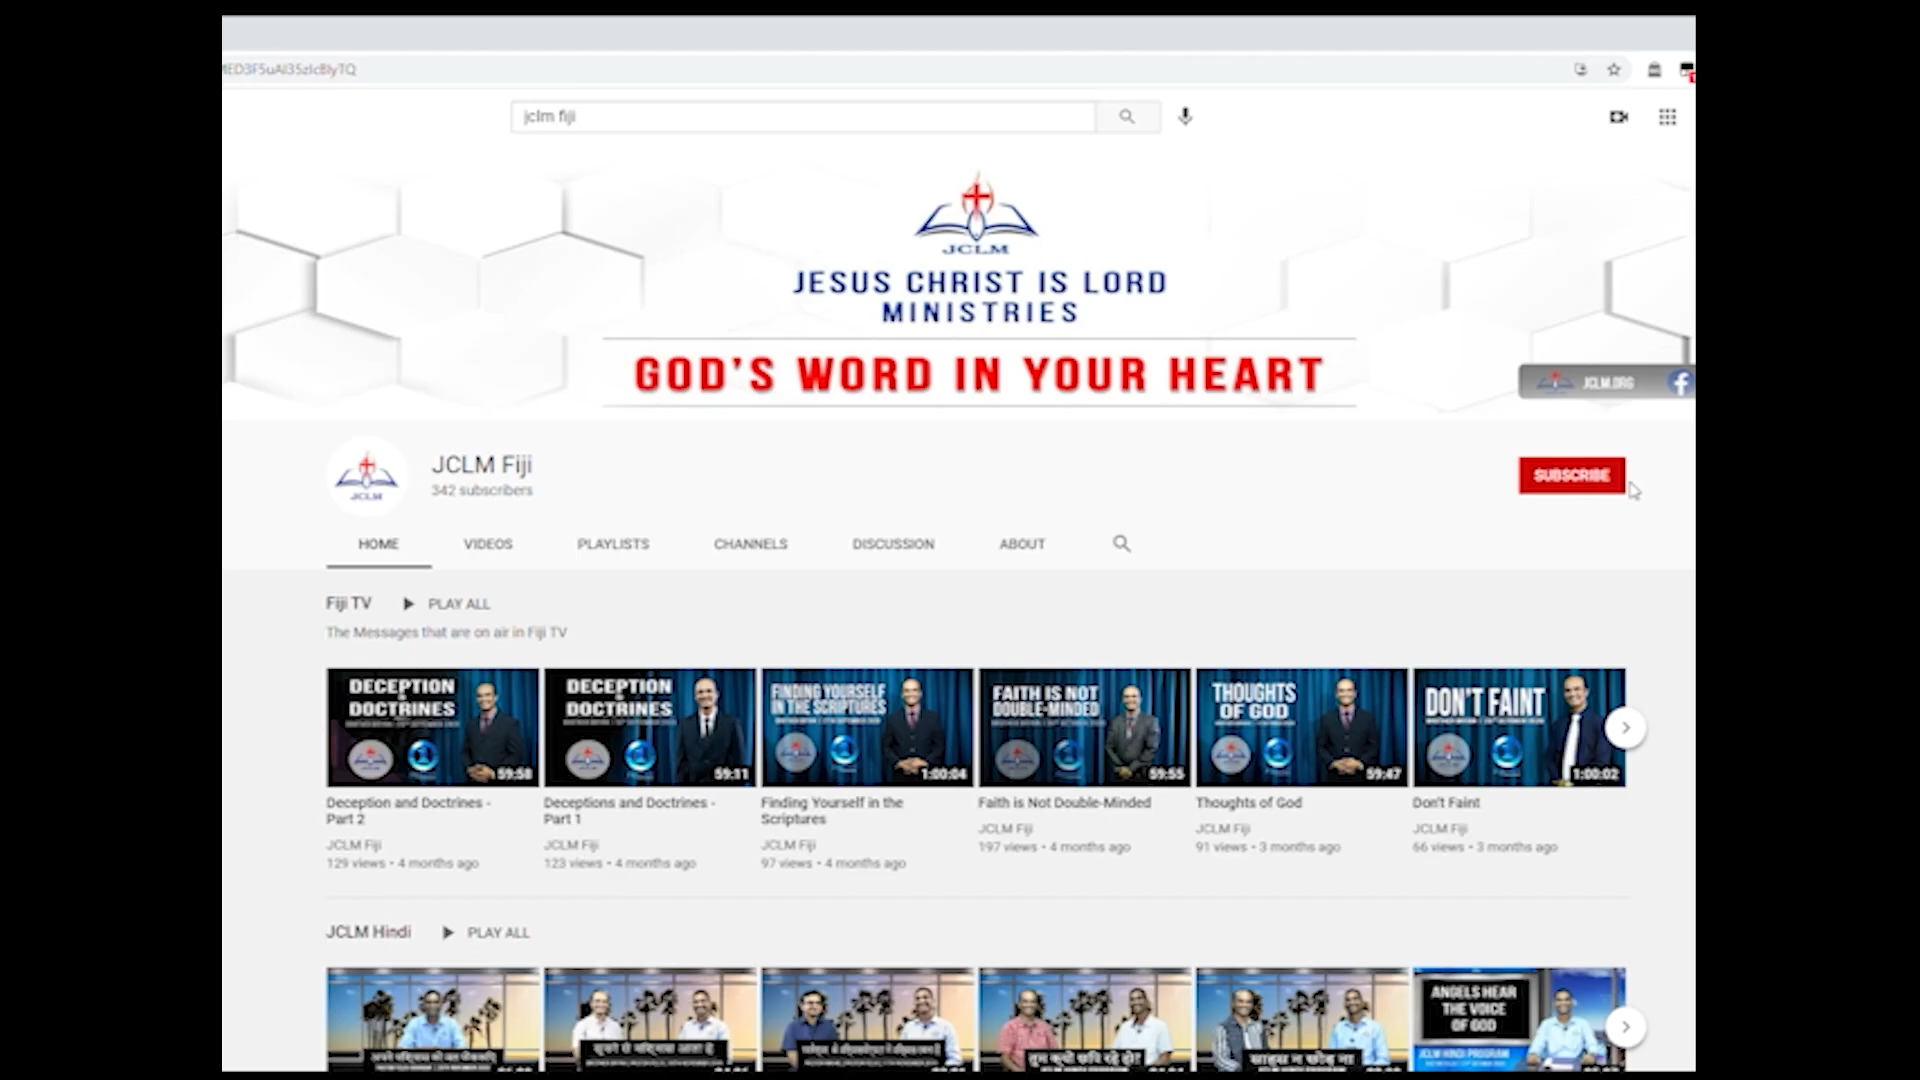 jclm fiji
JCLM
JESUS CHRIST IS LORD
MINISTRIES
GOD'S WORD IN YOUR HEART
JCLM.ORG
JCLM
JCLM Fiji
342 subscribers
SUBSCRIBE
HOME VIDEOS PLAYLISTS CHANNELS DISCUSSION ABOUT
Fiji TV PLAY ALL
The Messages that are on air in Fiji TV
DECEPTION
DOCTRINES
59:58
DECEPTION
DOCTRINES
59:11
FINDING YOURSELF
IN THE SCRIPTURES
1:00:04
FAITH IS NOT
DOUBLE-MINDED
59:55
THOUGHTS
OF GOD
59:47
DON'T FAINT
1:00:02
Deception and Doctrines -
Part 2
JCLM Fiji
129 views • 4 months ago
Deceptions and Doctrines -
Part 1
JCLM Fiji
123 views • 4 months ago
Finding Yourself in the
Scriptures
JCLM Fiji
97 views • 4 months ago
Faith is Not Double-Minded
JCLM Fiji
197 views • 4 months ago
Thoughts of God
JCLM Fiji
91 views • 3 months ago
Don't Faint
JCLM Fiji
66 views • 3 months ago
JCLM Hindi PLAY ALL
तुम क्यों छिप रहे हो?
साहस न छोड़ ना
ANGELS HEAR
THE VOICE
OF GOD
JCLM HINDI PROGRAM